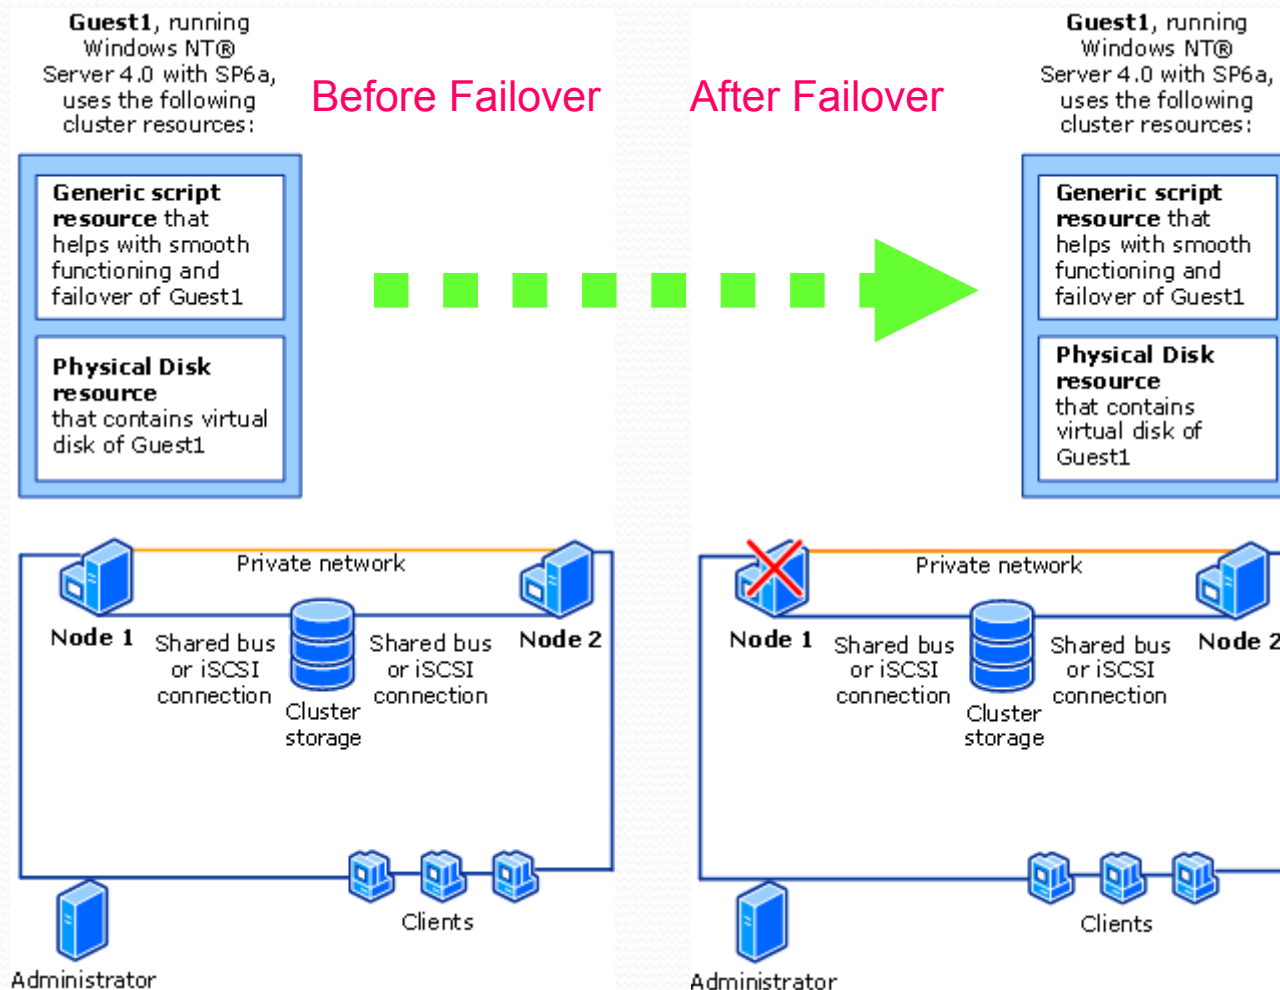 Guest1, running
Windows NT®
Server 4.0 with SP6a,
uses the following
cluster resources:
Before Failover
Generic script
resource that
helps with smooth
functioning and
failover of Guest1
Physical Disk
resource
that contains virtual
disk of Guest1
Private network
Node 1
Shared bus
or iSCSI
connection
Cluster
storage
Shared bus
or iSCSI
connection
Node 2
Clients
Administrator
After Failover
Guest1, running
Windows NT®
Server 4.0 with SP6a,
uses the following
cluster resources:
Generic script
resource that
helps with smooth
functioning and
failover of Guest1
Physical Disk
resource
that contains
virtual disk of
Guest1
Private network
Node 1
Shared bus
or iSCSI
connection
Cluster
storage
Shared bus
or iSCSI
connection
Node 2
Clients
Administrator